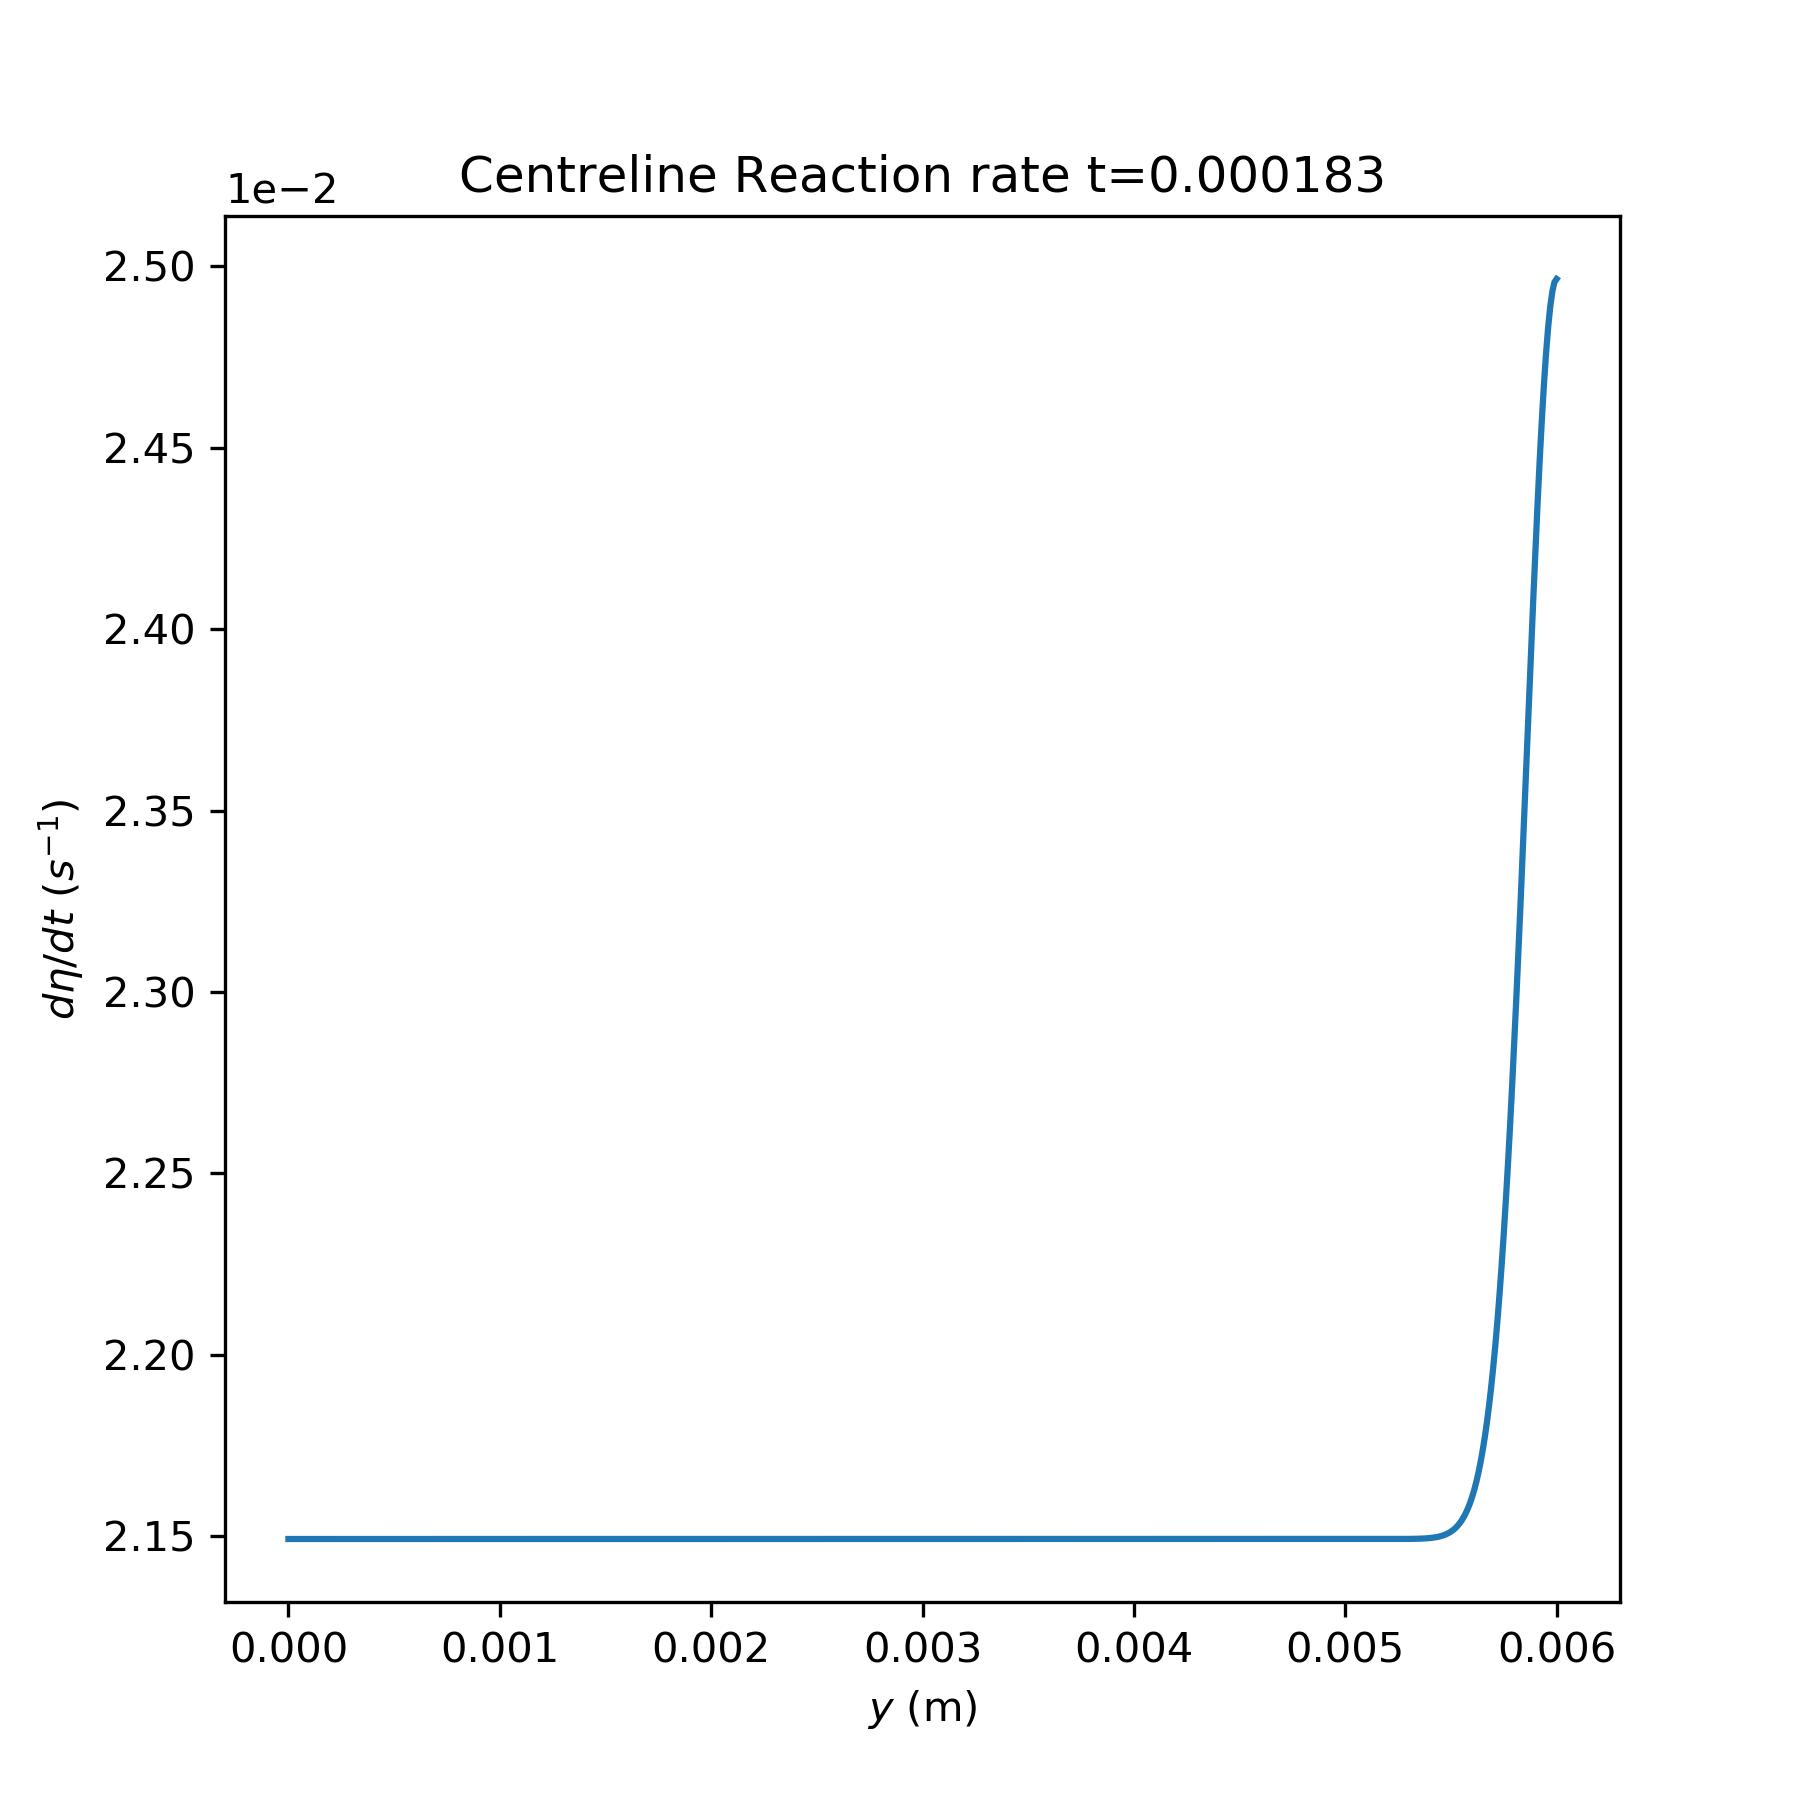 Centreline Reaction rate t=0.000183
1e−2
2.50
2.45
2.40
2.35
2.30
2.25
2.20
2.15
dη/dt (s⁻¹)
0.000 0.001 0.002 0.003 0.004 0.005 0.006
y (m)